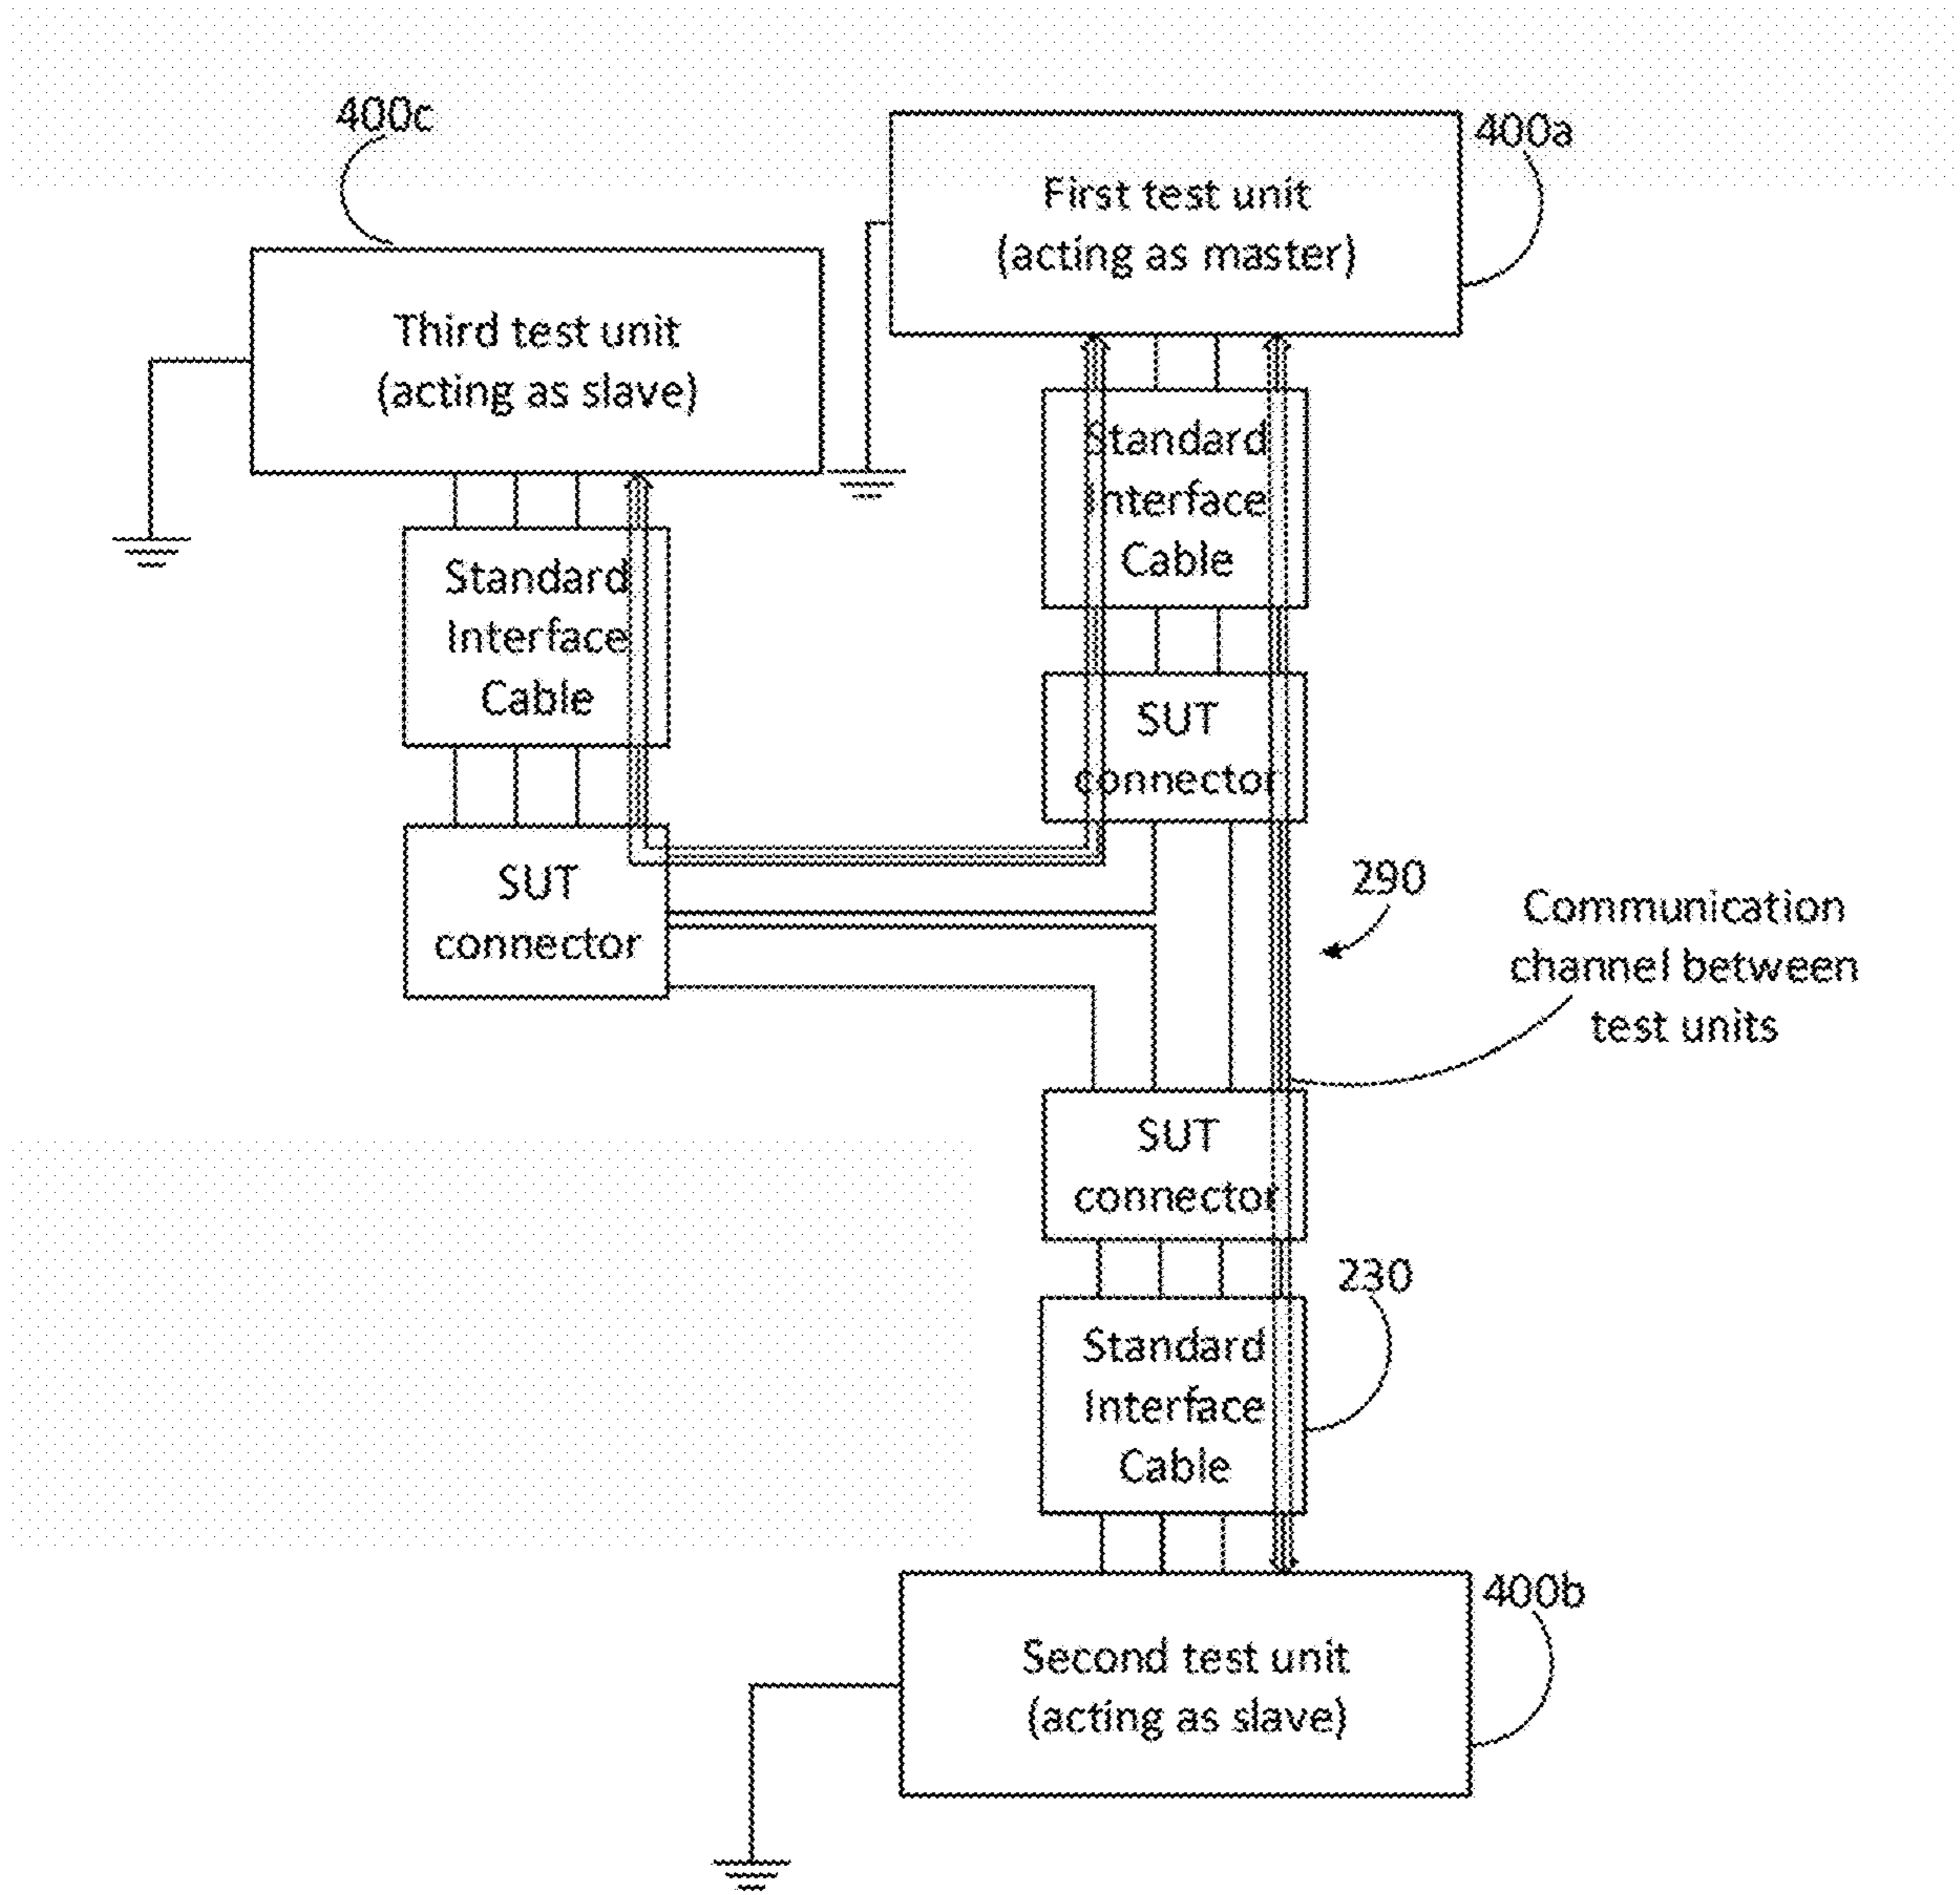 400c
400a
First test unit
(acting as master)
Third test unit
(acting as slave)
Standard
Interface
Cable
Standard
Interface
Cable
SUT
connector
SUT
connector
290
Communication
channel between
test units
SUT
connector
230
Standard
Interface
Cable
400b
Second test unit
(acting as slave)